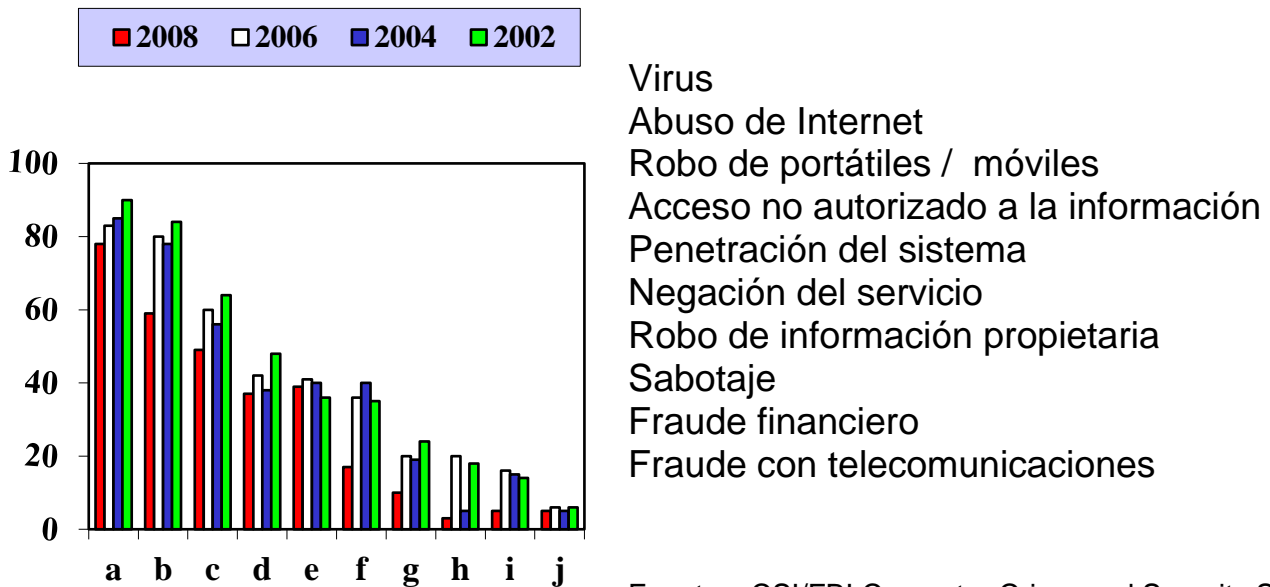 2008 2006 2004 2002
100
80
60
40
20
0
a b c d e f g h i j
Virus
Abuso de Internet
Robo de portátiles / móviles
Acceso no autorizado a la información
Penetración del sistema
Negación del servicio
Robo de información propietaria
Sabotaje
Fraude financiero
Fraude con telecomunicaciones